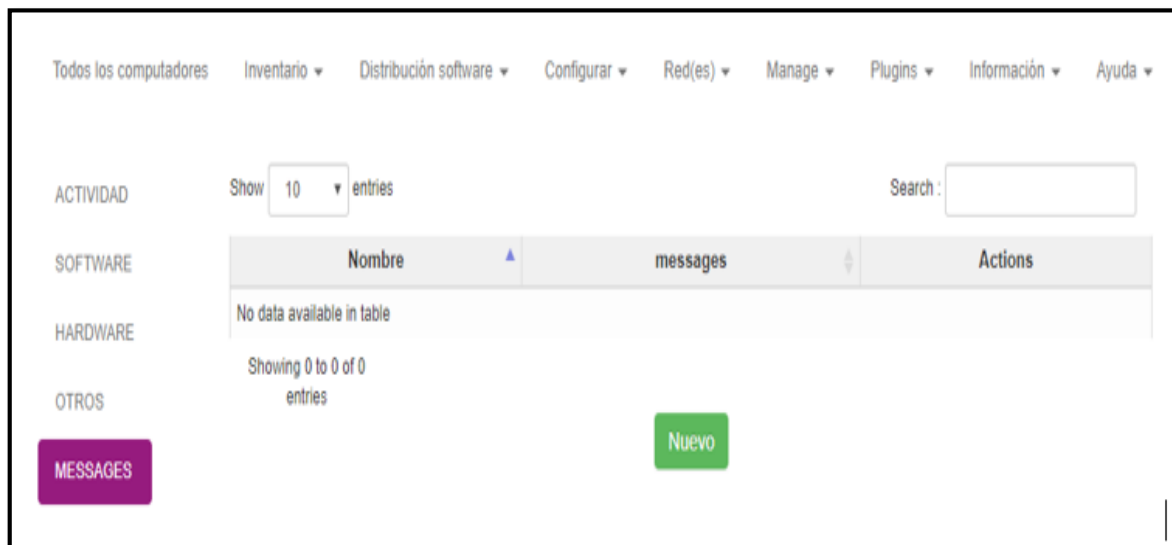 Todos los computadores Inventario Distribución software Configurar Red(es) Manage Plugins Información Ayuda
ACTIVIDAD
SOFTWARE
HARDWARE
OTROS
MESSAGES
Show 10 entries
Search :
Nombre messages Actions
No data available in table
Showing 0 to 0 of 0
entries
Nuevo